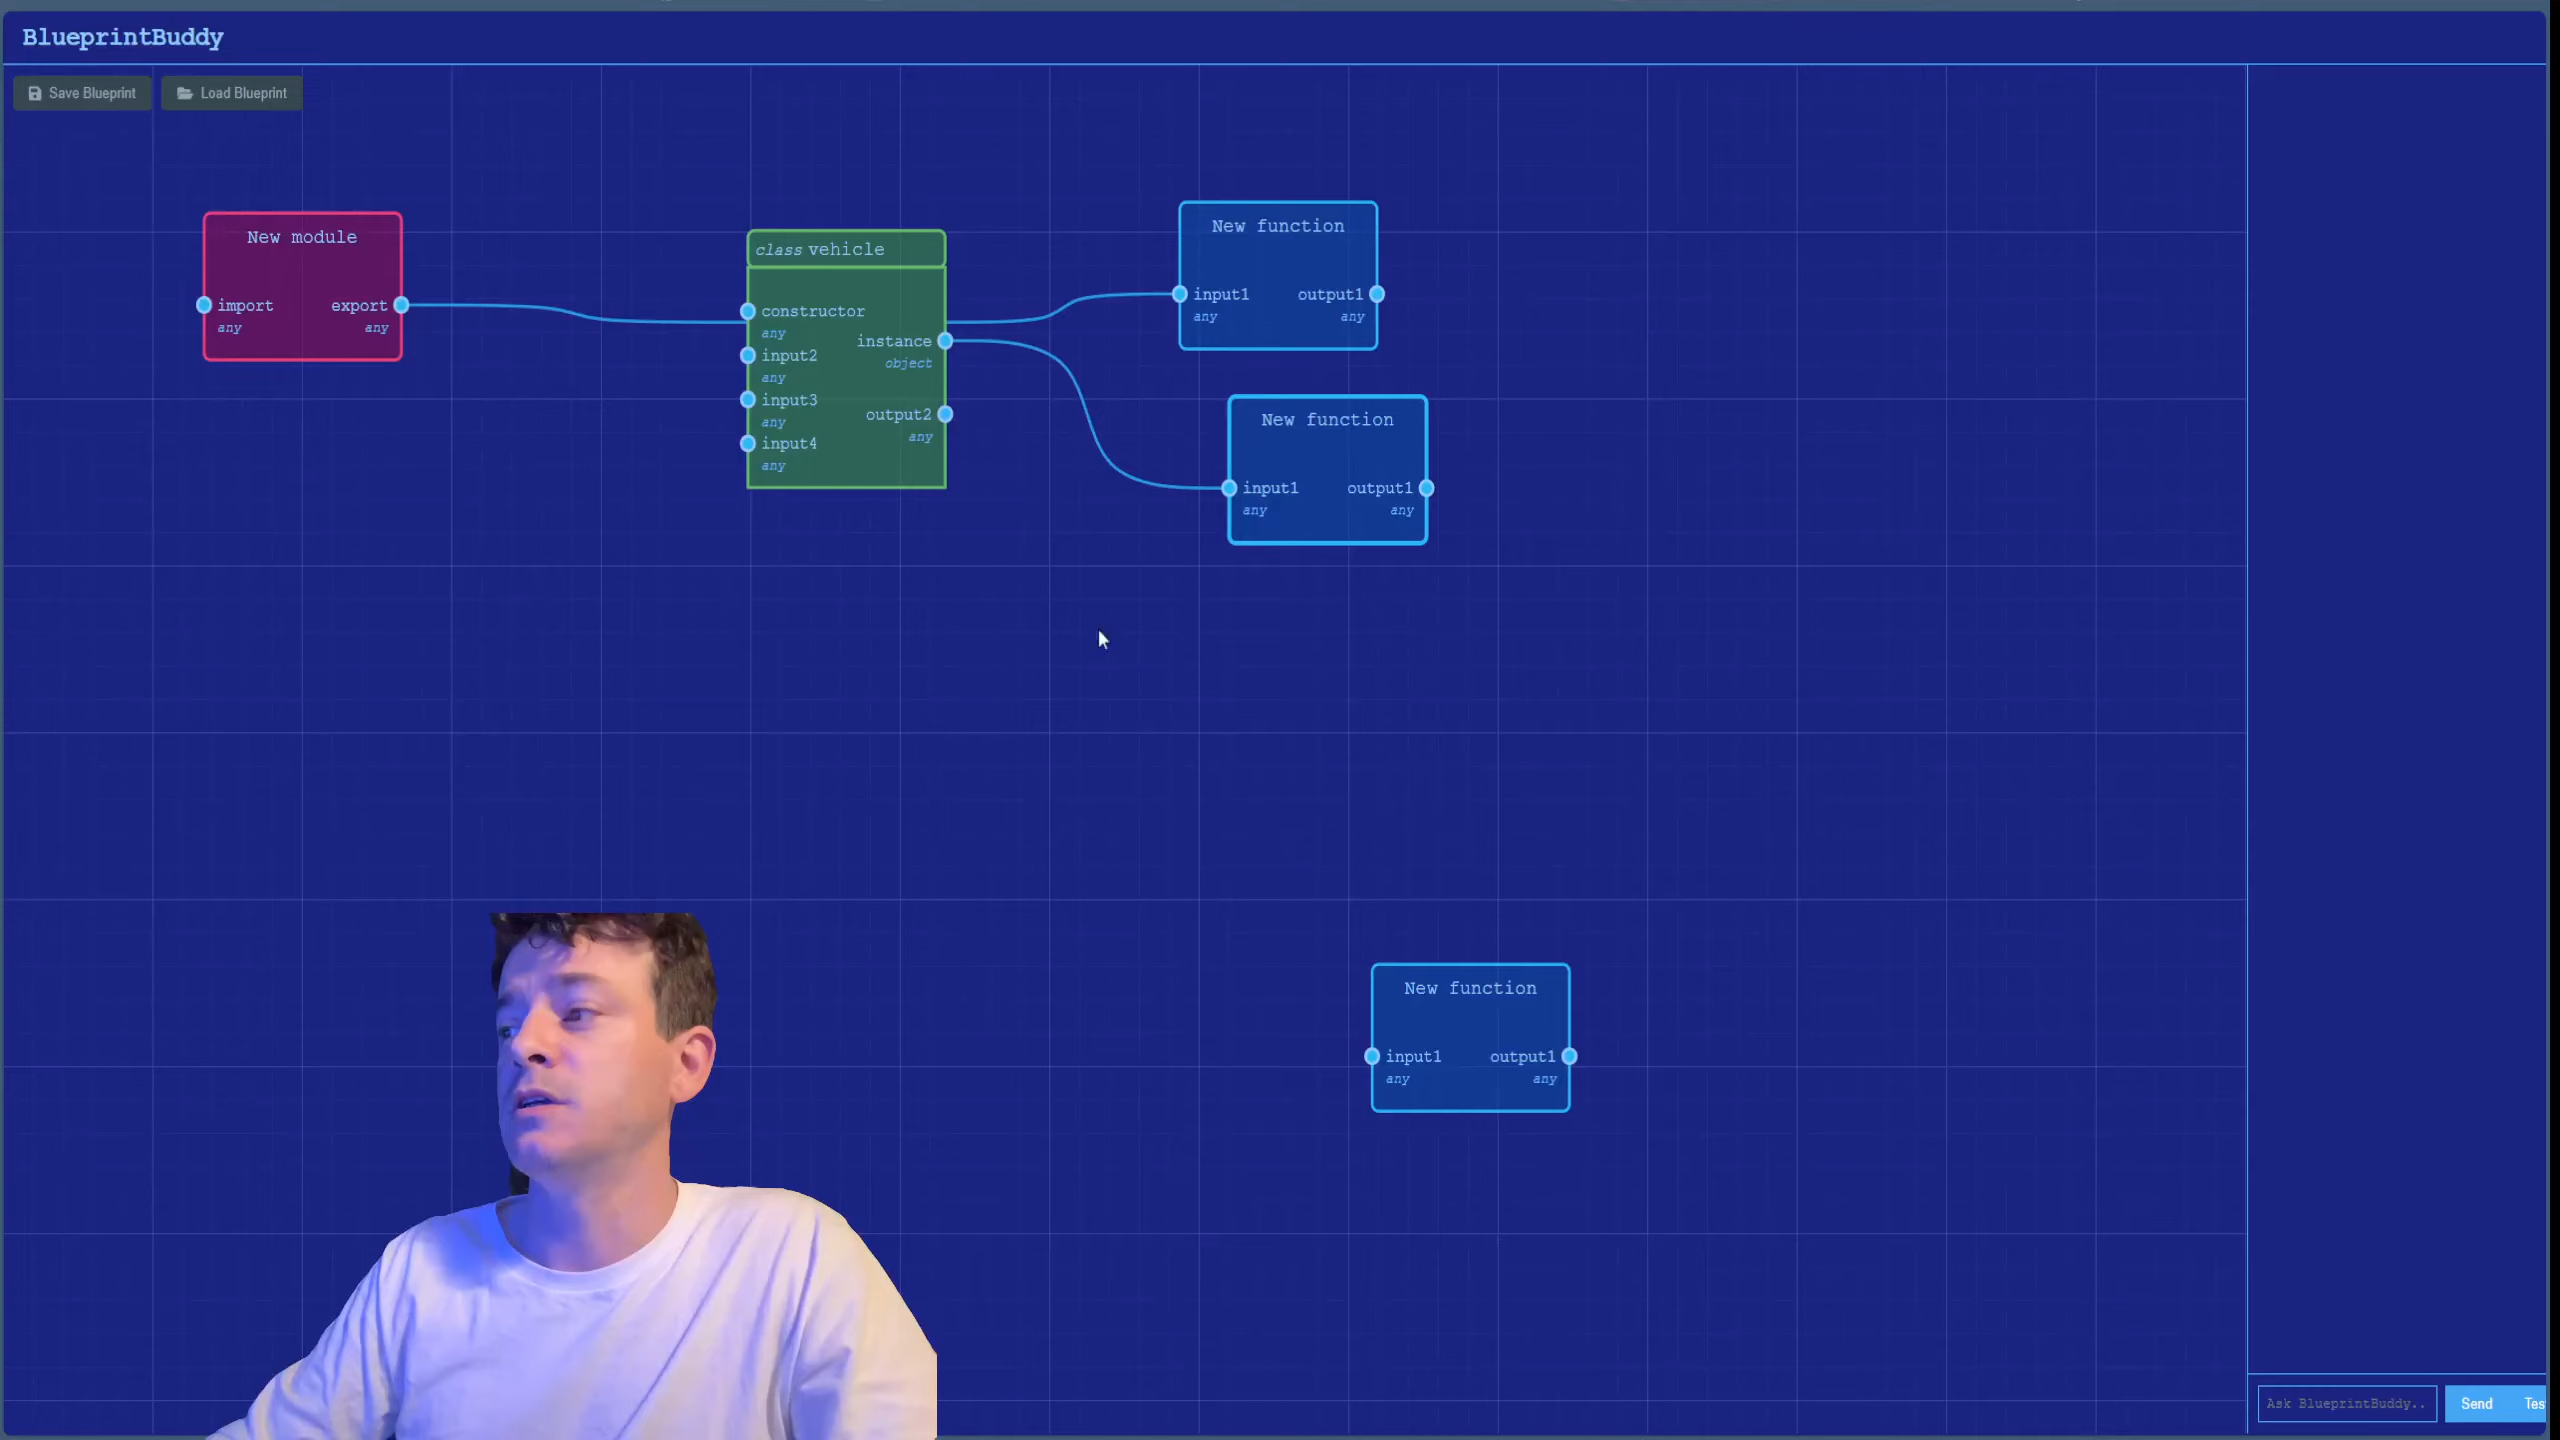 BlueprintBuddy
Save Blueprint
Load Blueprint
New module
import
any
export
any
class vehicle
constructor
any
input2
any
input3
any
input4
any
instance
object
output2
any
New function
input1
any
output1
any
New function
input1
any
output1
any
New function
input1
any
output1
any
Ask BlueprintBuddy..
Send
Tes